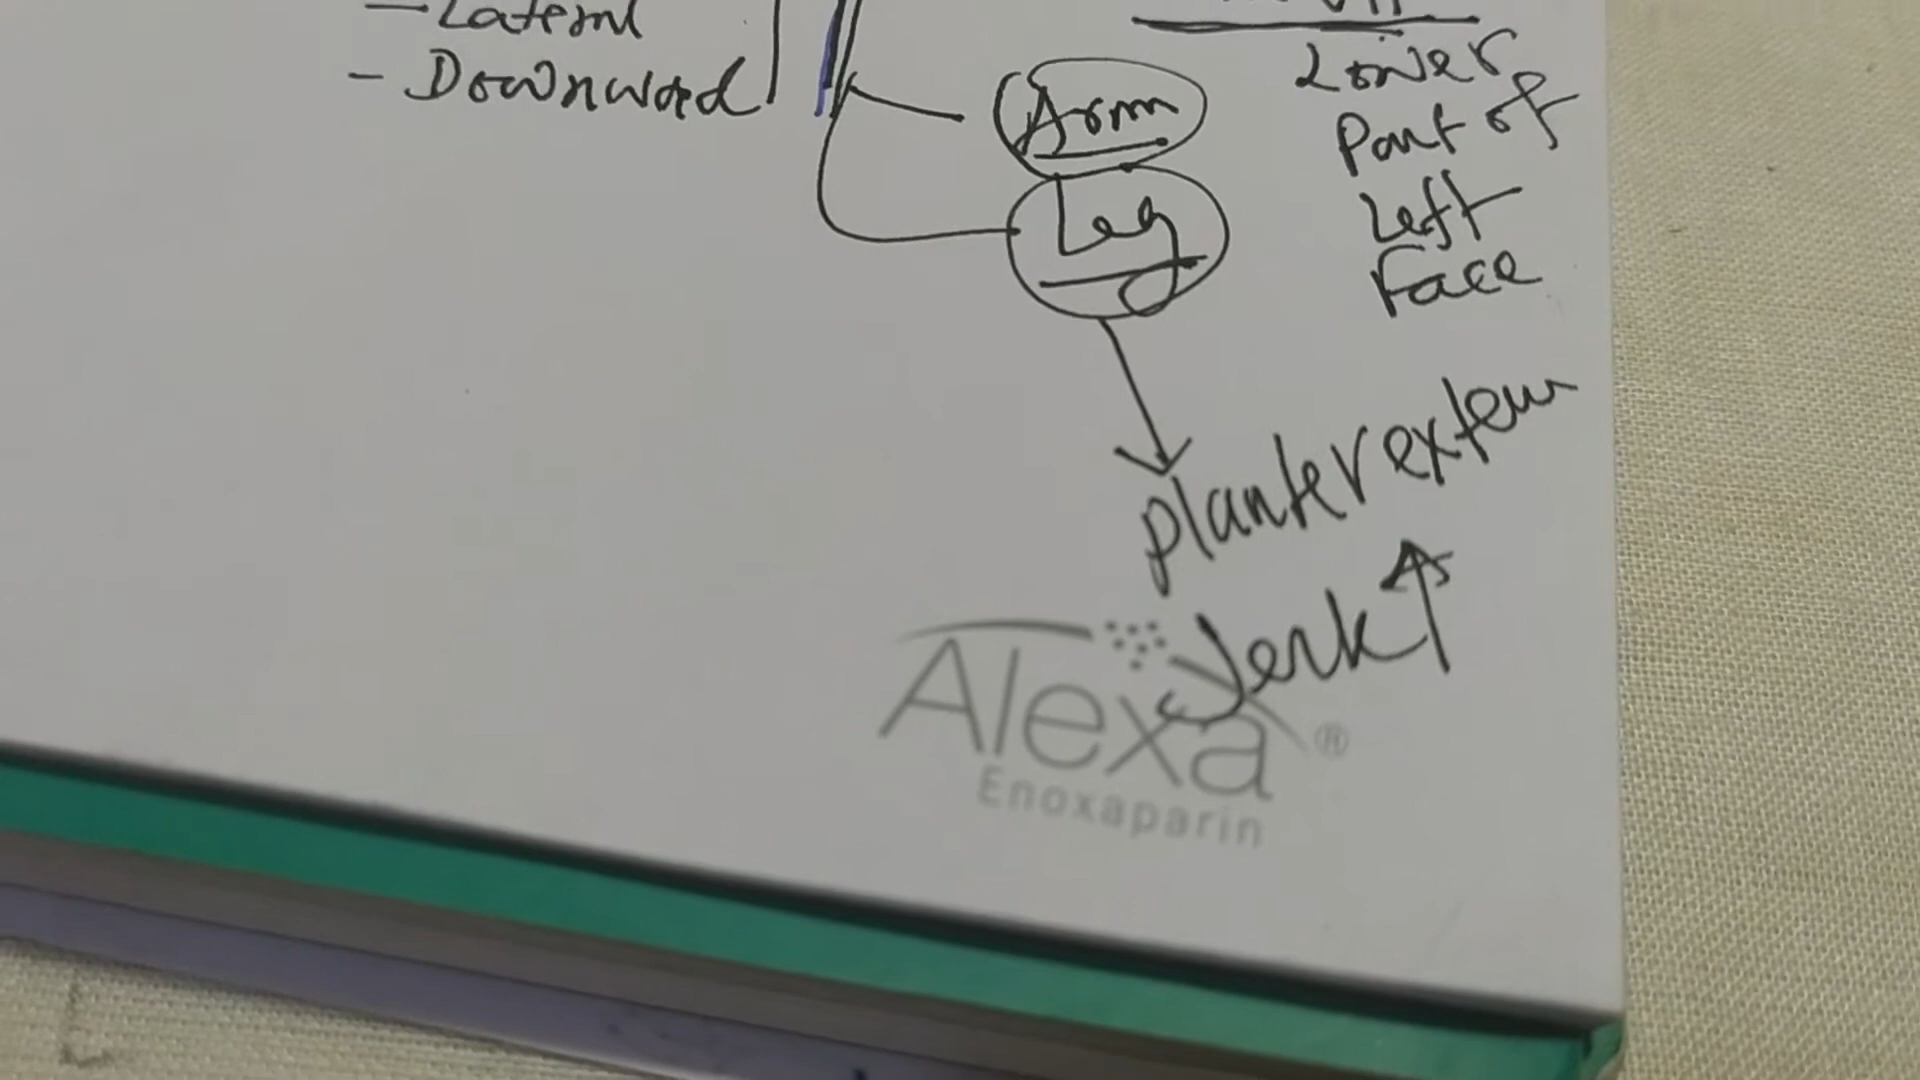 - Lateral
- Downward
Arm
Leg
Lower
Part of
Left
Face
planter exten
Jerk ↑
Alexa ®
Enoxaparin